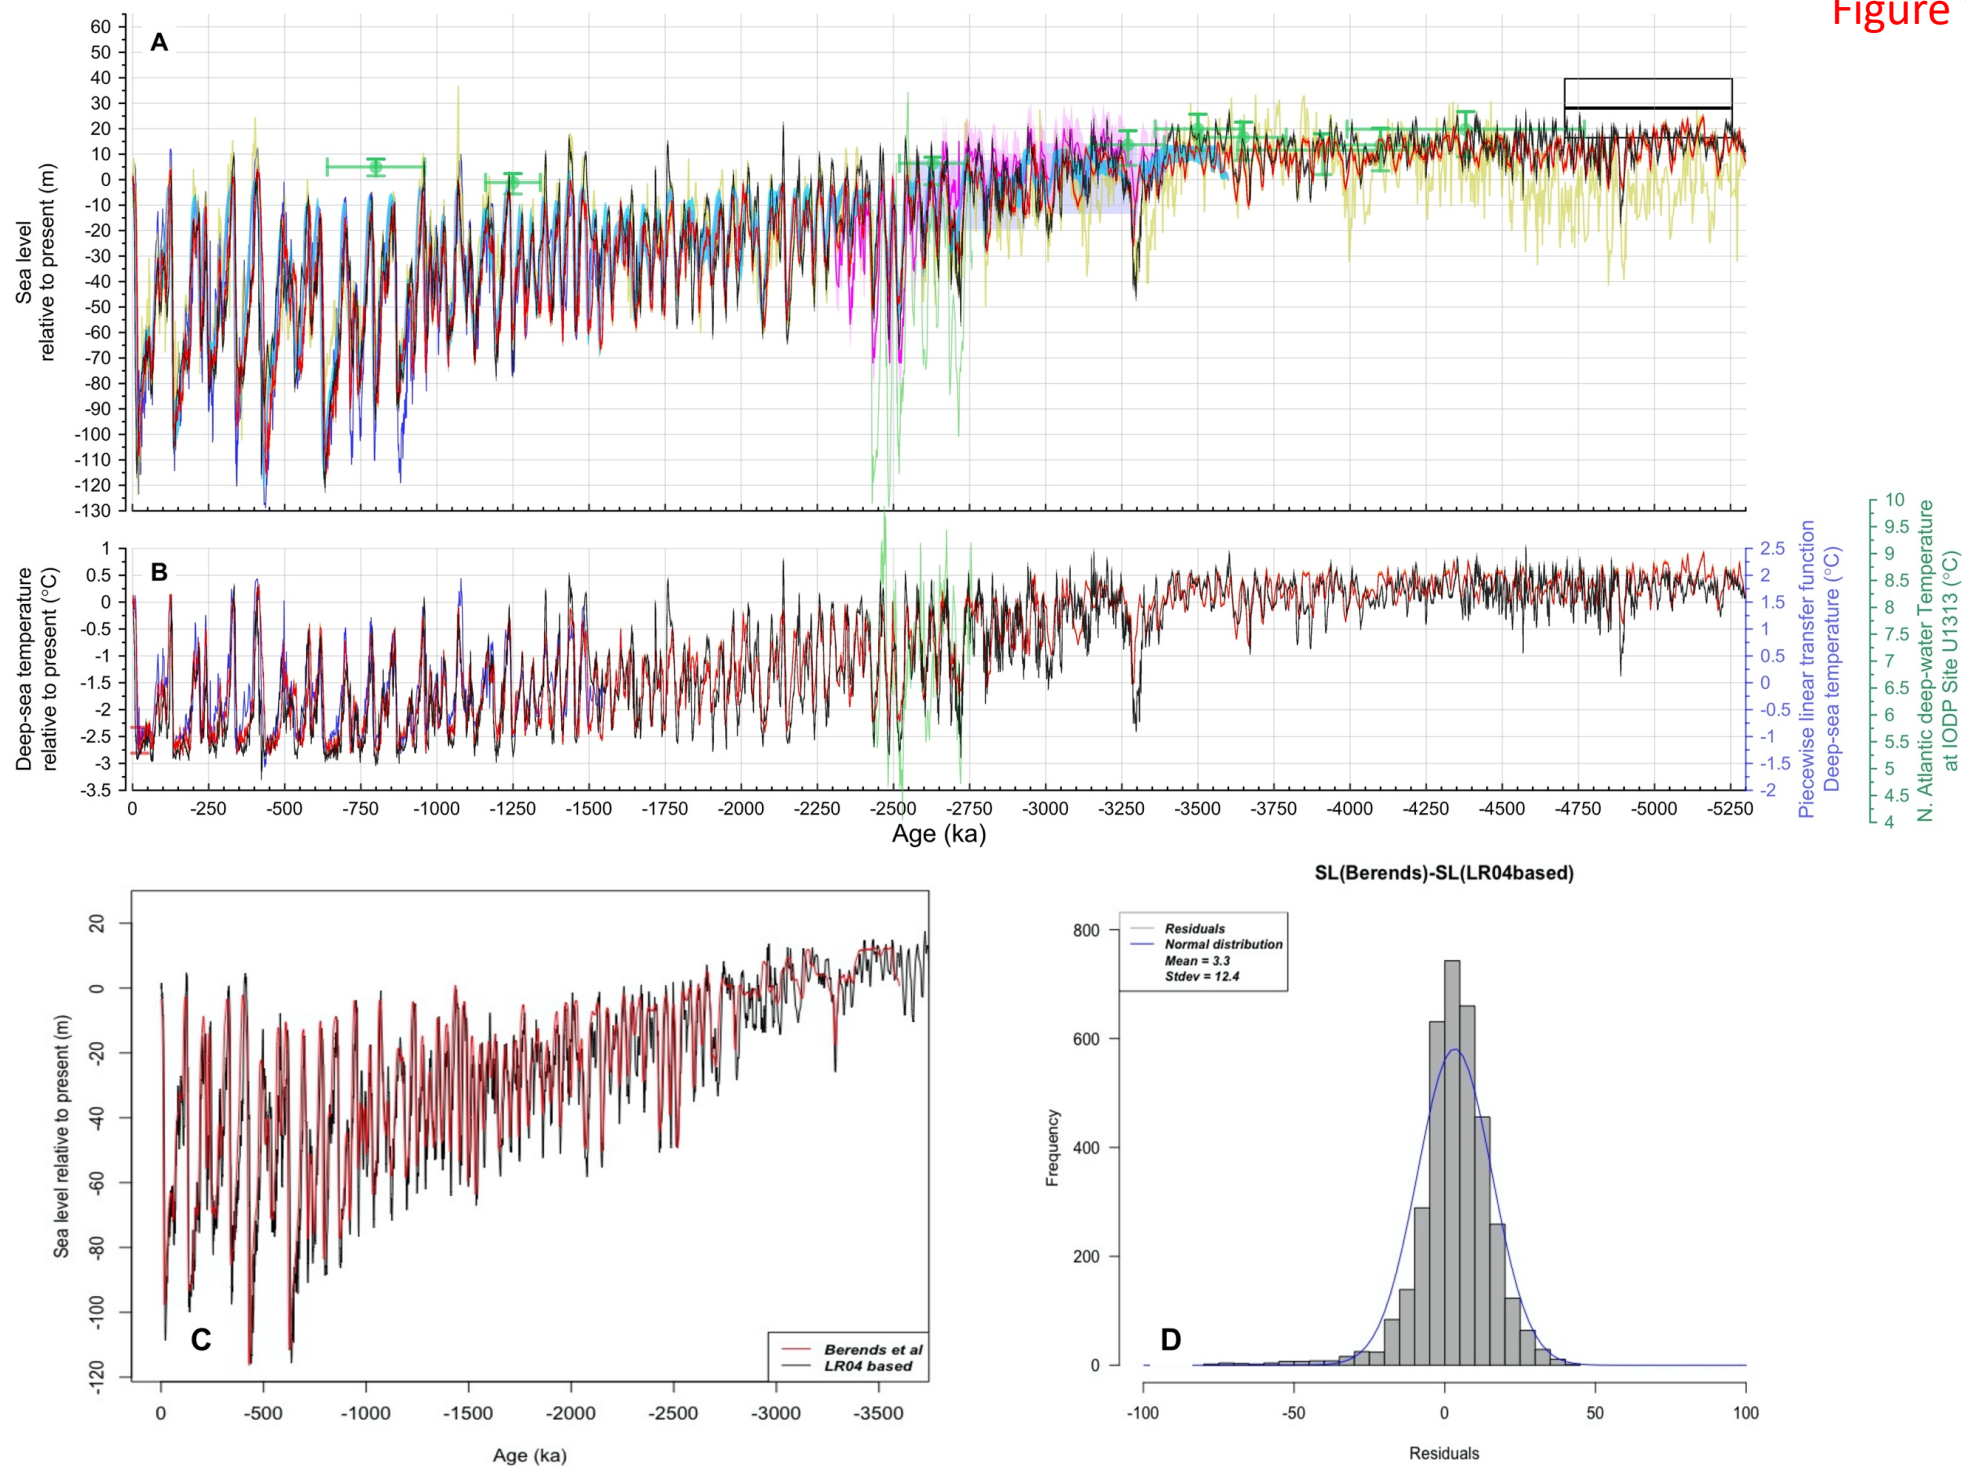 Figure
A
60
50
40
30
20
10
0
-10
-20
-30
-40
-50
-60
-70
-80
-90
-100
-110
-120
-130
Sea level
relative to present (m)
B
1
0.5
0
-0.5
-1
-1.5
-2
-2.5
-3
-3.5
Deep-sea temperature
relative to present (°C)
2.5
2
1.5
1
0.5
0
-0.5
-1
-1.5
-2
Piecewise linear transfer function
Deep-sea temperature (°C)
10
9.5
9
8.5
8
7.5
7
6.5
6
5.5
5
4.5
4
N. Atlantic deep-water Temperature
at IODP Site U1313 (°C)
0 -250 -500 -750 -1000 -1250 -1500 -1750 -2000 -2250 -2500 -2750 -3000 -3250 -3500 -3750 -4000 -4250 -4500 -4750 -5000 -5250
Age (ka)
20
0
-20
-40
-60
-80
-100
-120
Sea level relative to present (m)
C
Berends et al
LR04 based
0 -500 -1000 -1500 -2000 -2500 -3000 -3500
Age (ka)
SL(Berends)-SL(LR04based)
Residuals
Normal distribution
Mean = 3.3
Stdev = 12.4
800
600
400
200
0
Frequency
D
-100 -50 0 50 100
Residuals